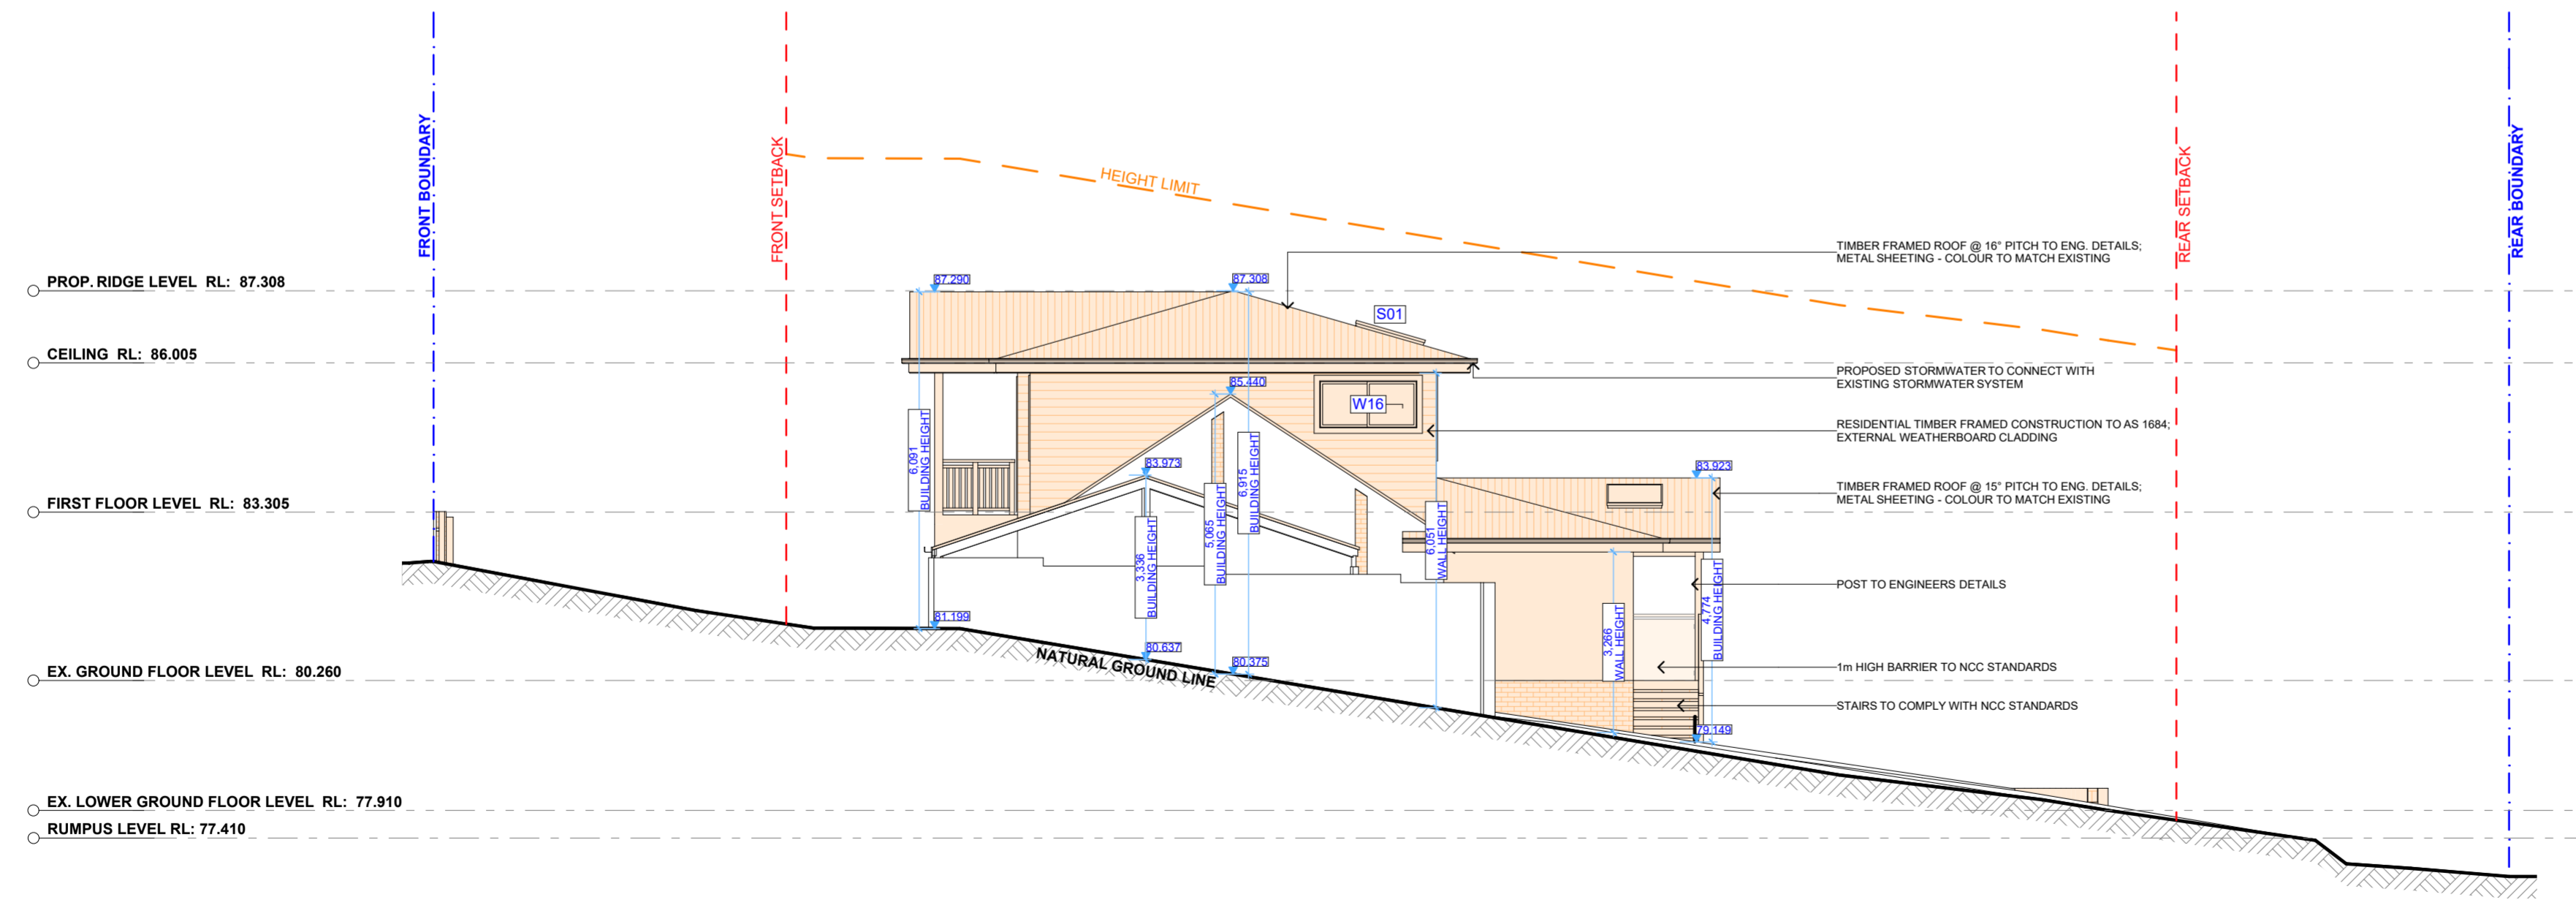 FRONT BOUNDARY
FRONT SETBACK
HEIGHT LIMIT
REAR SETBACK
REAR BOUNDARY
TIMBER FRAMED ROOF @ 16° PITCH TO ENG. DETAILS;
METAL SHEETING - COLOUR TO MATCH EXISTING
PROP. RIDGE LEVEL RL: 87.308
87.290
87.308
S01
CEILING RL: 86.005
PROPOSED STORMWATER TO CONNECT WITH
EXISTING STORMWATER SYSTEM
85.440
W16
RESIDENTIAL TIMBER FRAMED CONSTRUCTION TO AS 1684;
EXTERNAL WEATHERBOARD CLADDING
6,091
BUILDING HEIGHT
83.973
6,915
BUILDING HEIGHT
83.923
TIMBER FRAMED ROOF @ 15° PITCH TO ENG. DETAILS;
METAL SHEETING - COLOUR TO MATCH EXISTING
FIRST FLOOR LEVEL RL: 83.305
3,336
BUILDING HEIGHT
5,065
BUILDING HEIGHT
6,051
WALL HEIGHT
POST TO ENGINEERS DETAILS
81.199
3,266
WALL HEIGHT
4,774
BUILDING HEIGHT
80.637
80.375
NATURAL GROUND LINE
1m HIGH BARRIER TO NCC STANDARDS
EX. GROUND FLOOR LEVEL RL: 80.260
STAIRS TO COMPLY WITH NCC STANDARDS
79.149
EX. LOWER GROUND FLOOR LEVEL RL: 77.910
RUMPUS LEVEL RL: 77.410